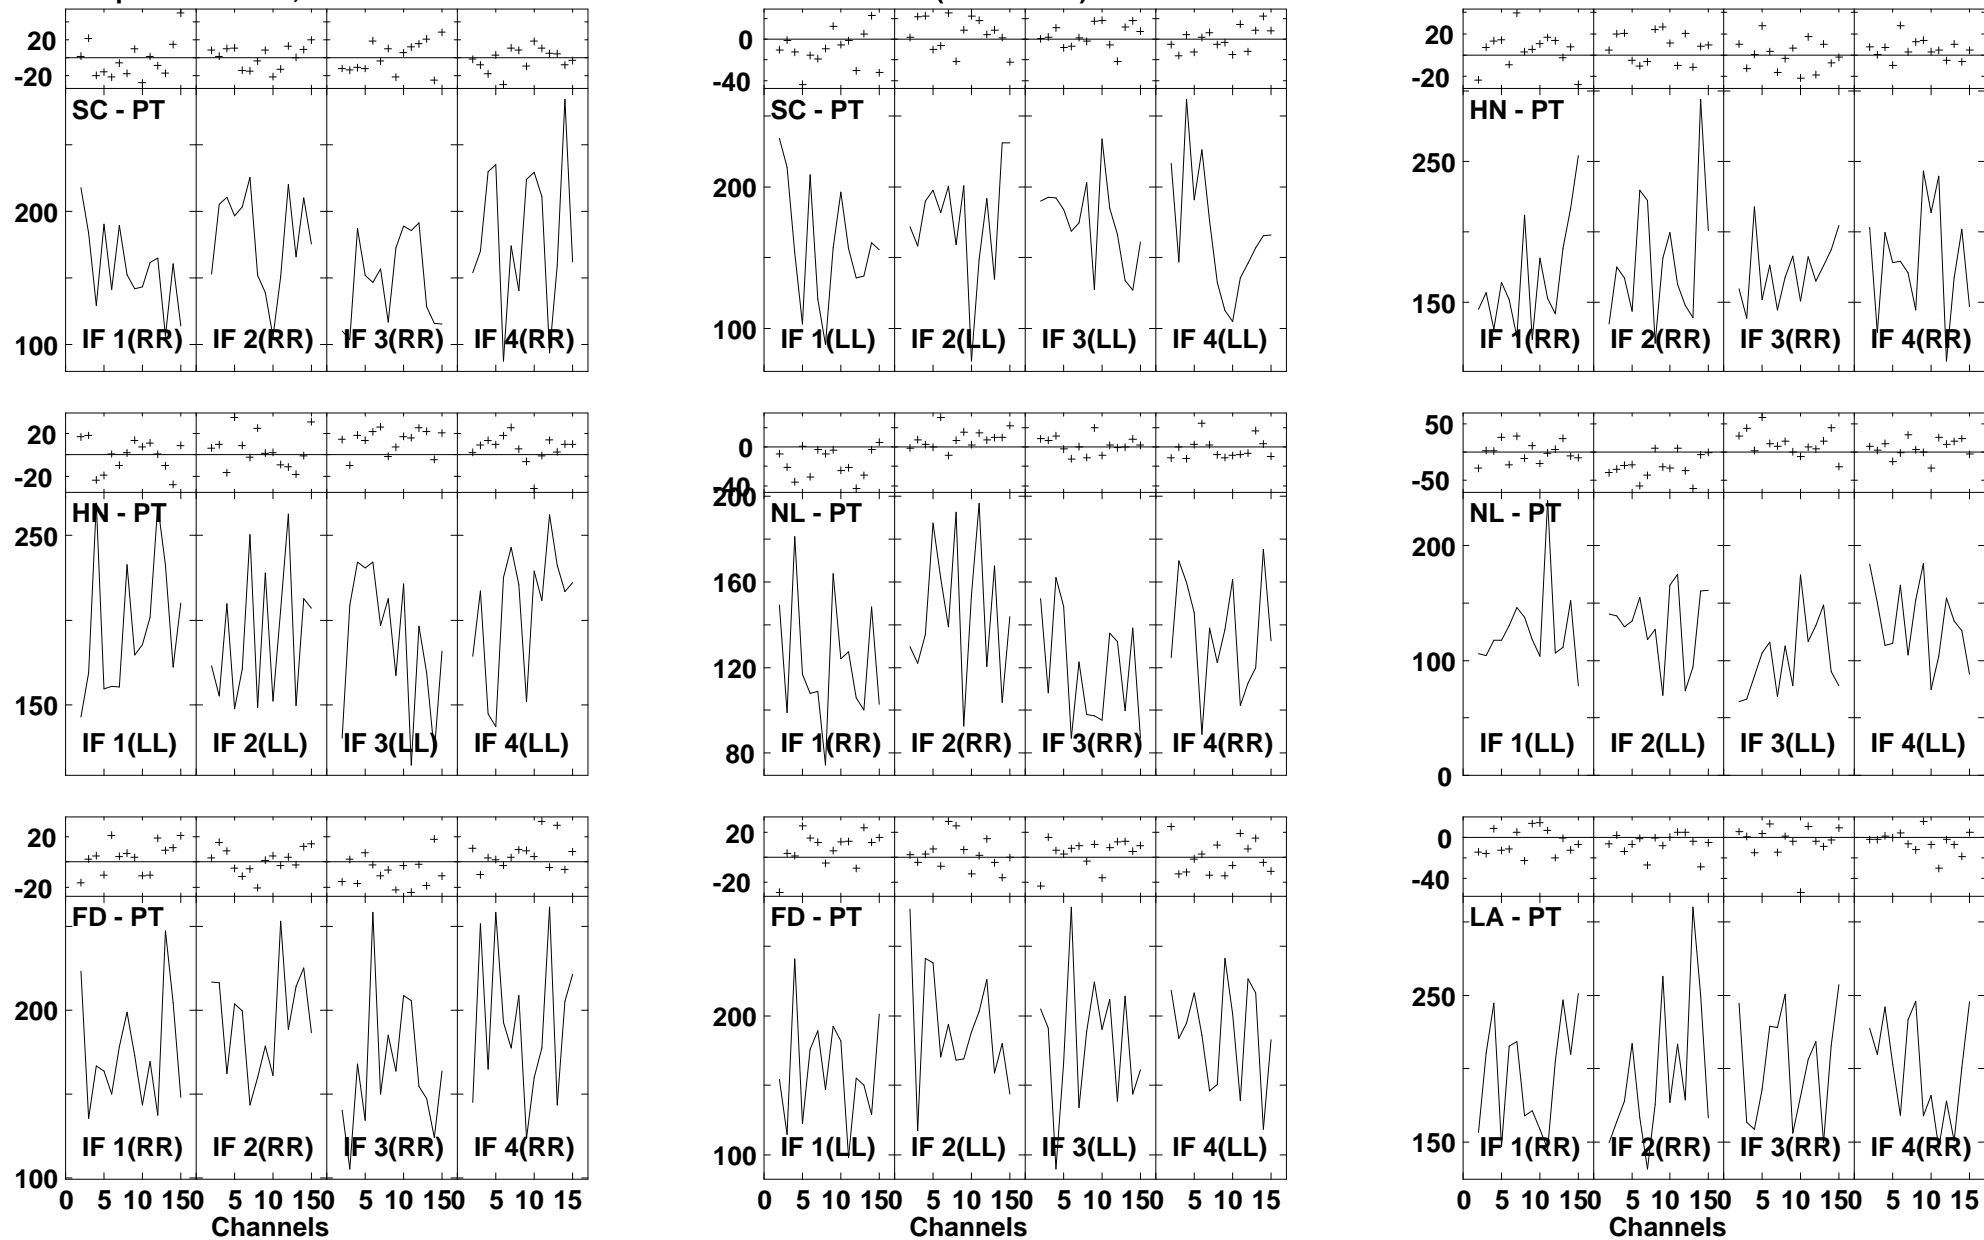 20
-20
SC - PT
200
100
IF 1(RR) IF 2(RR) IF 3(RR) IF 4(RR)
0
-40
SC - PT
200
100
IF 1(LL) IF 2(LL) IF 3(LL) IF 4(LL)
20
-20
HN - PT
250
150
IF 1(RR) IF 2(RR) IF 3(RR) IF 4(RR)
20
-20
HN - PT
250
150
IF 1(LL) IF 2(LL) IF 3(LL) IF 4(LL)
0
-40
200
NL - PT
160
120
80
IF 1(RR) IF 2(RR) IF 3(RR) IF 4(RR)
50
-50
NL - PT
200
100
0
IF 1(LL) IF 2(LL) IF 3(LL) IF 4(LL)
20
-20
FD - PT
200
100
IF 1(RR) IF 2(RR) IF 3(RR) IF 4(RR)
0 5 10 150 5 10 150 5 10 150 5 10 15
Channels
20
-20
FD - PT
200
100
IF 1(LL) IF 2(LL) IF 3(LL) IF 4(LL)
0 5 10 150 5 10 150 5 10 150 5 10 15
Channels
0
-40
LA - PT
250
150
IF 1(RR) IF 2(RR) IF 3(RR) IF 4(RR)
0 5 10 150 5 10 150 5 10 150 5 10 15
Channels